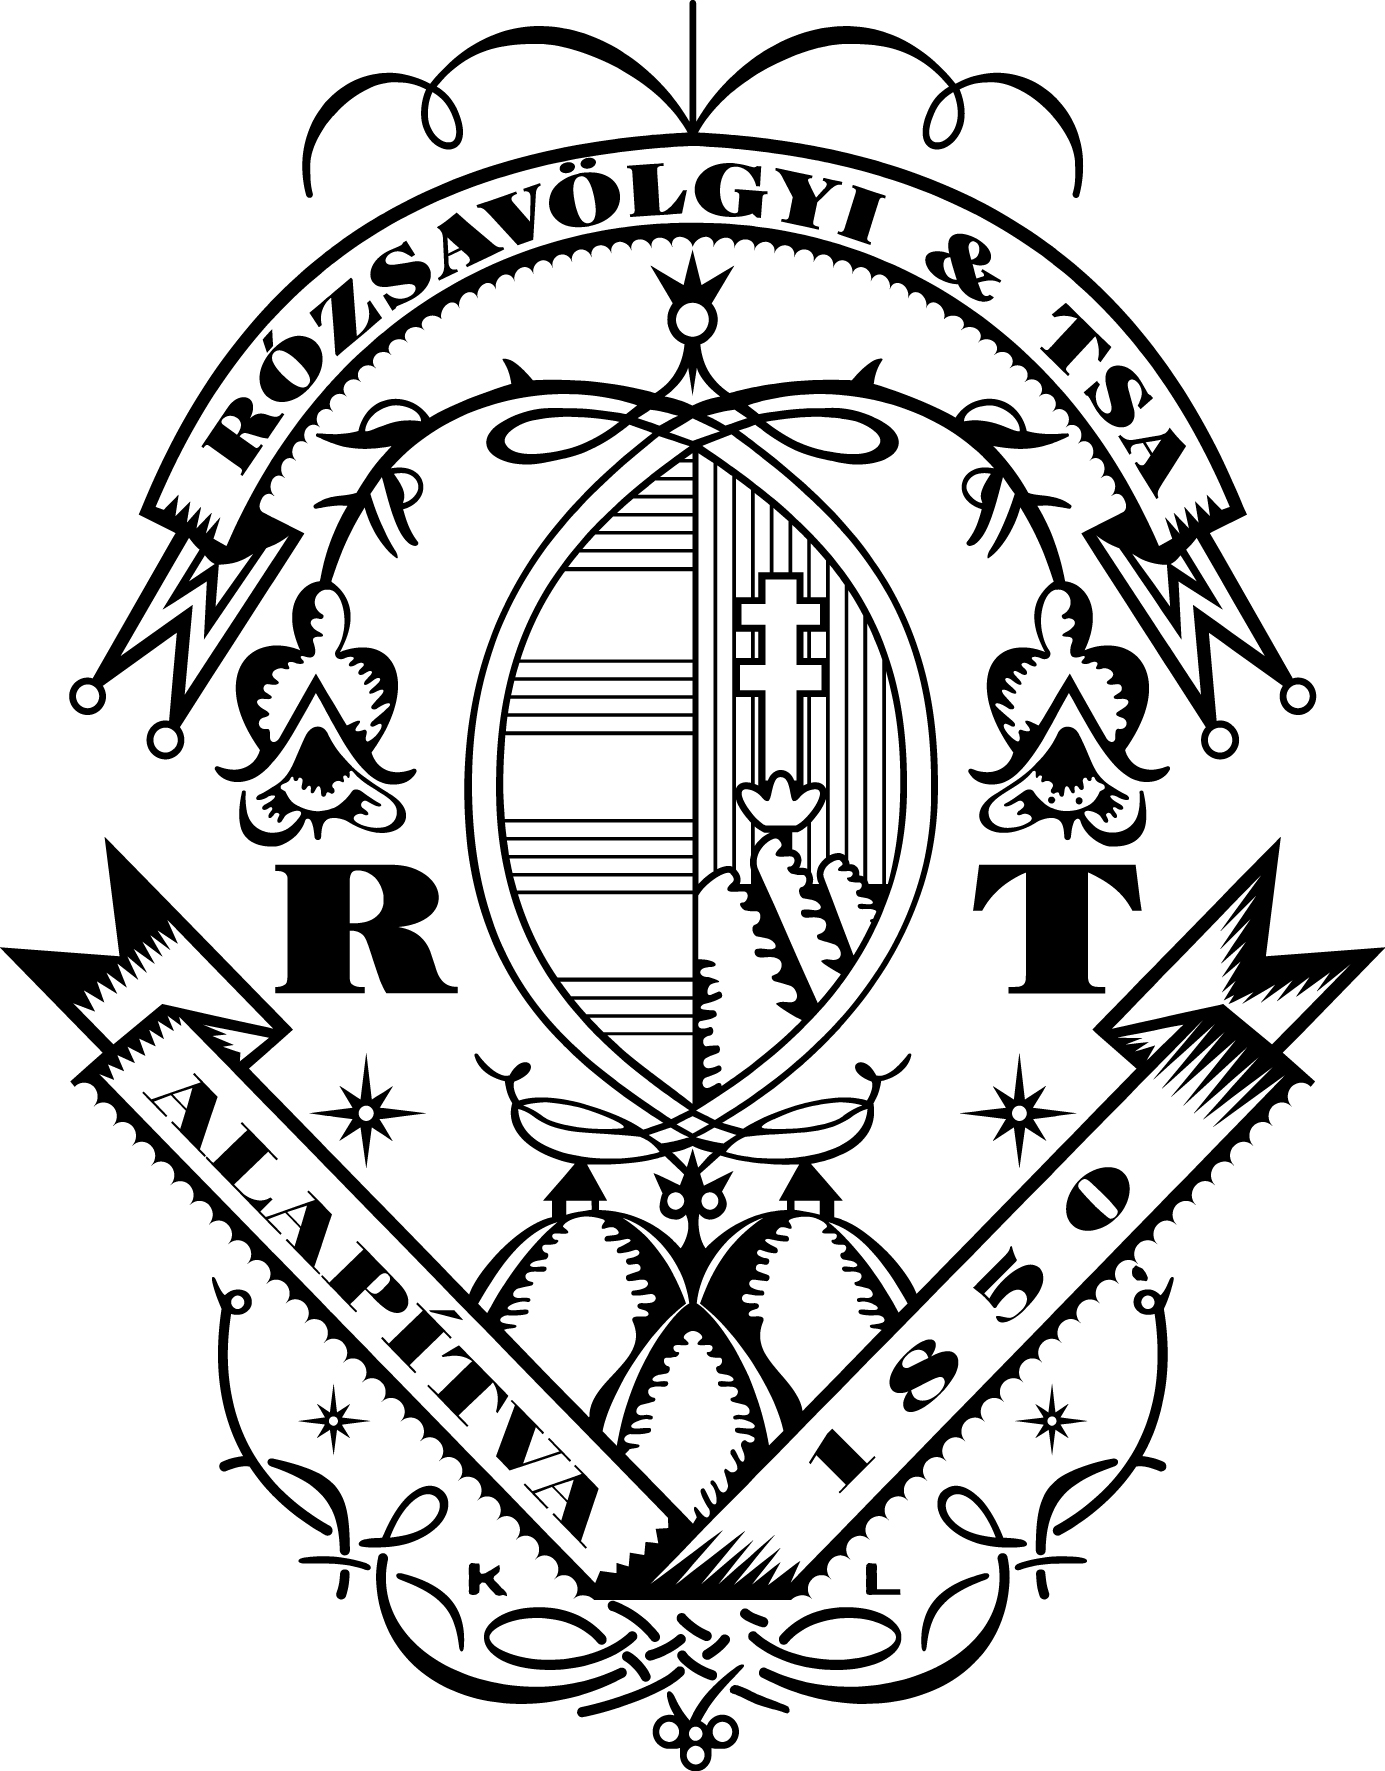 RÓZSAVÖLGYI & TSA
R T
ALAPÍTVA 1850
K L